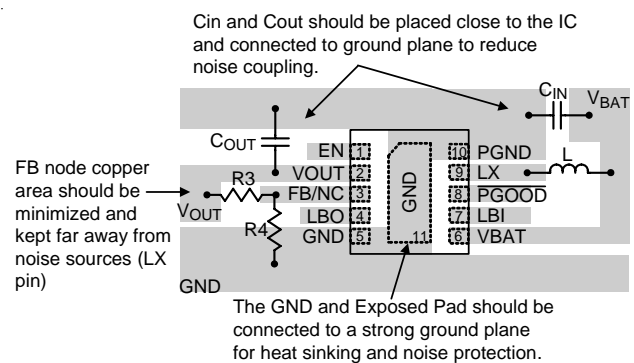 Cin and Cout should be placed close to the IC
and connected to ground plane to reduce
noise coupling.
CIN
VBAT
COUT
EN 1
10 PGND
L
VOUT 2
9 LX
FB node copper
area should be
minimized and
kept far away from
noise sources (LX
pin)
R3
FB/NC 3
GND
8 PGOOD
VOUT
LBO 4
7 LBI
R4
GND 5
11
6 VBAT
GND
The GND and Exposed Pad should be
connected to a strong ground plane
for heat sinking and noise protection.